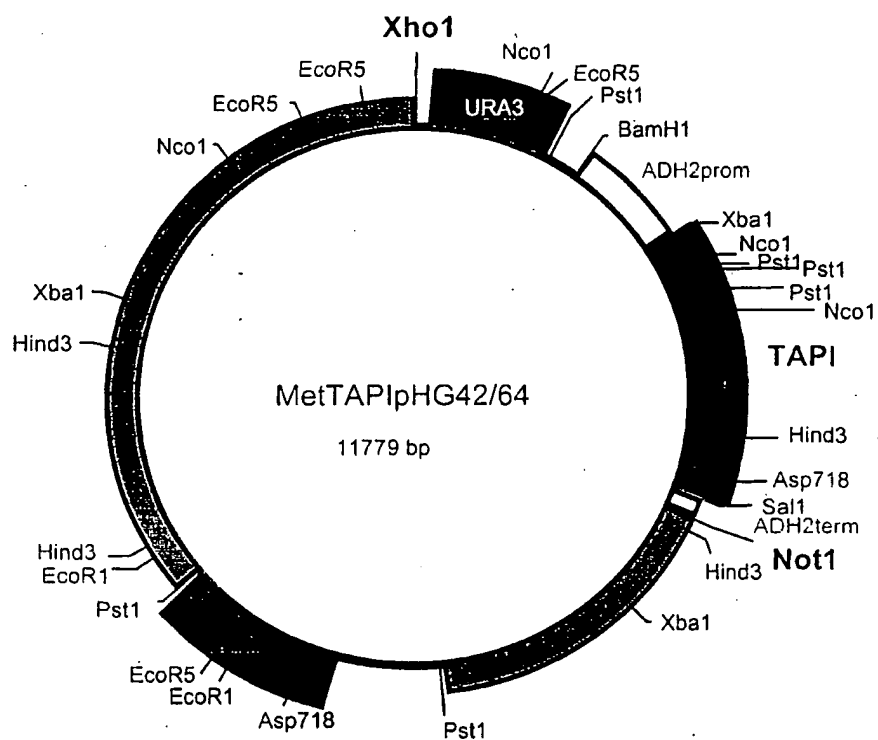 Xho1
EcoR5
Nco1
EcoR5
EcoR5
URA3
Pst1
Nco1
BamH1
ADH2prom
Xba1
Nco1
Pst1
Pst1
Xba1
Pst1
Nco1
Hind3
TAPI
MetTAPIpHG42/64
11779 bp
Hind3
Asp718
Sal1
ADH2term
Hind3
Not1
EcoR1
Hind3
Pst1
Xba1
EcoR5
EcoR1
Asp718
Pst1